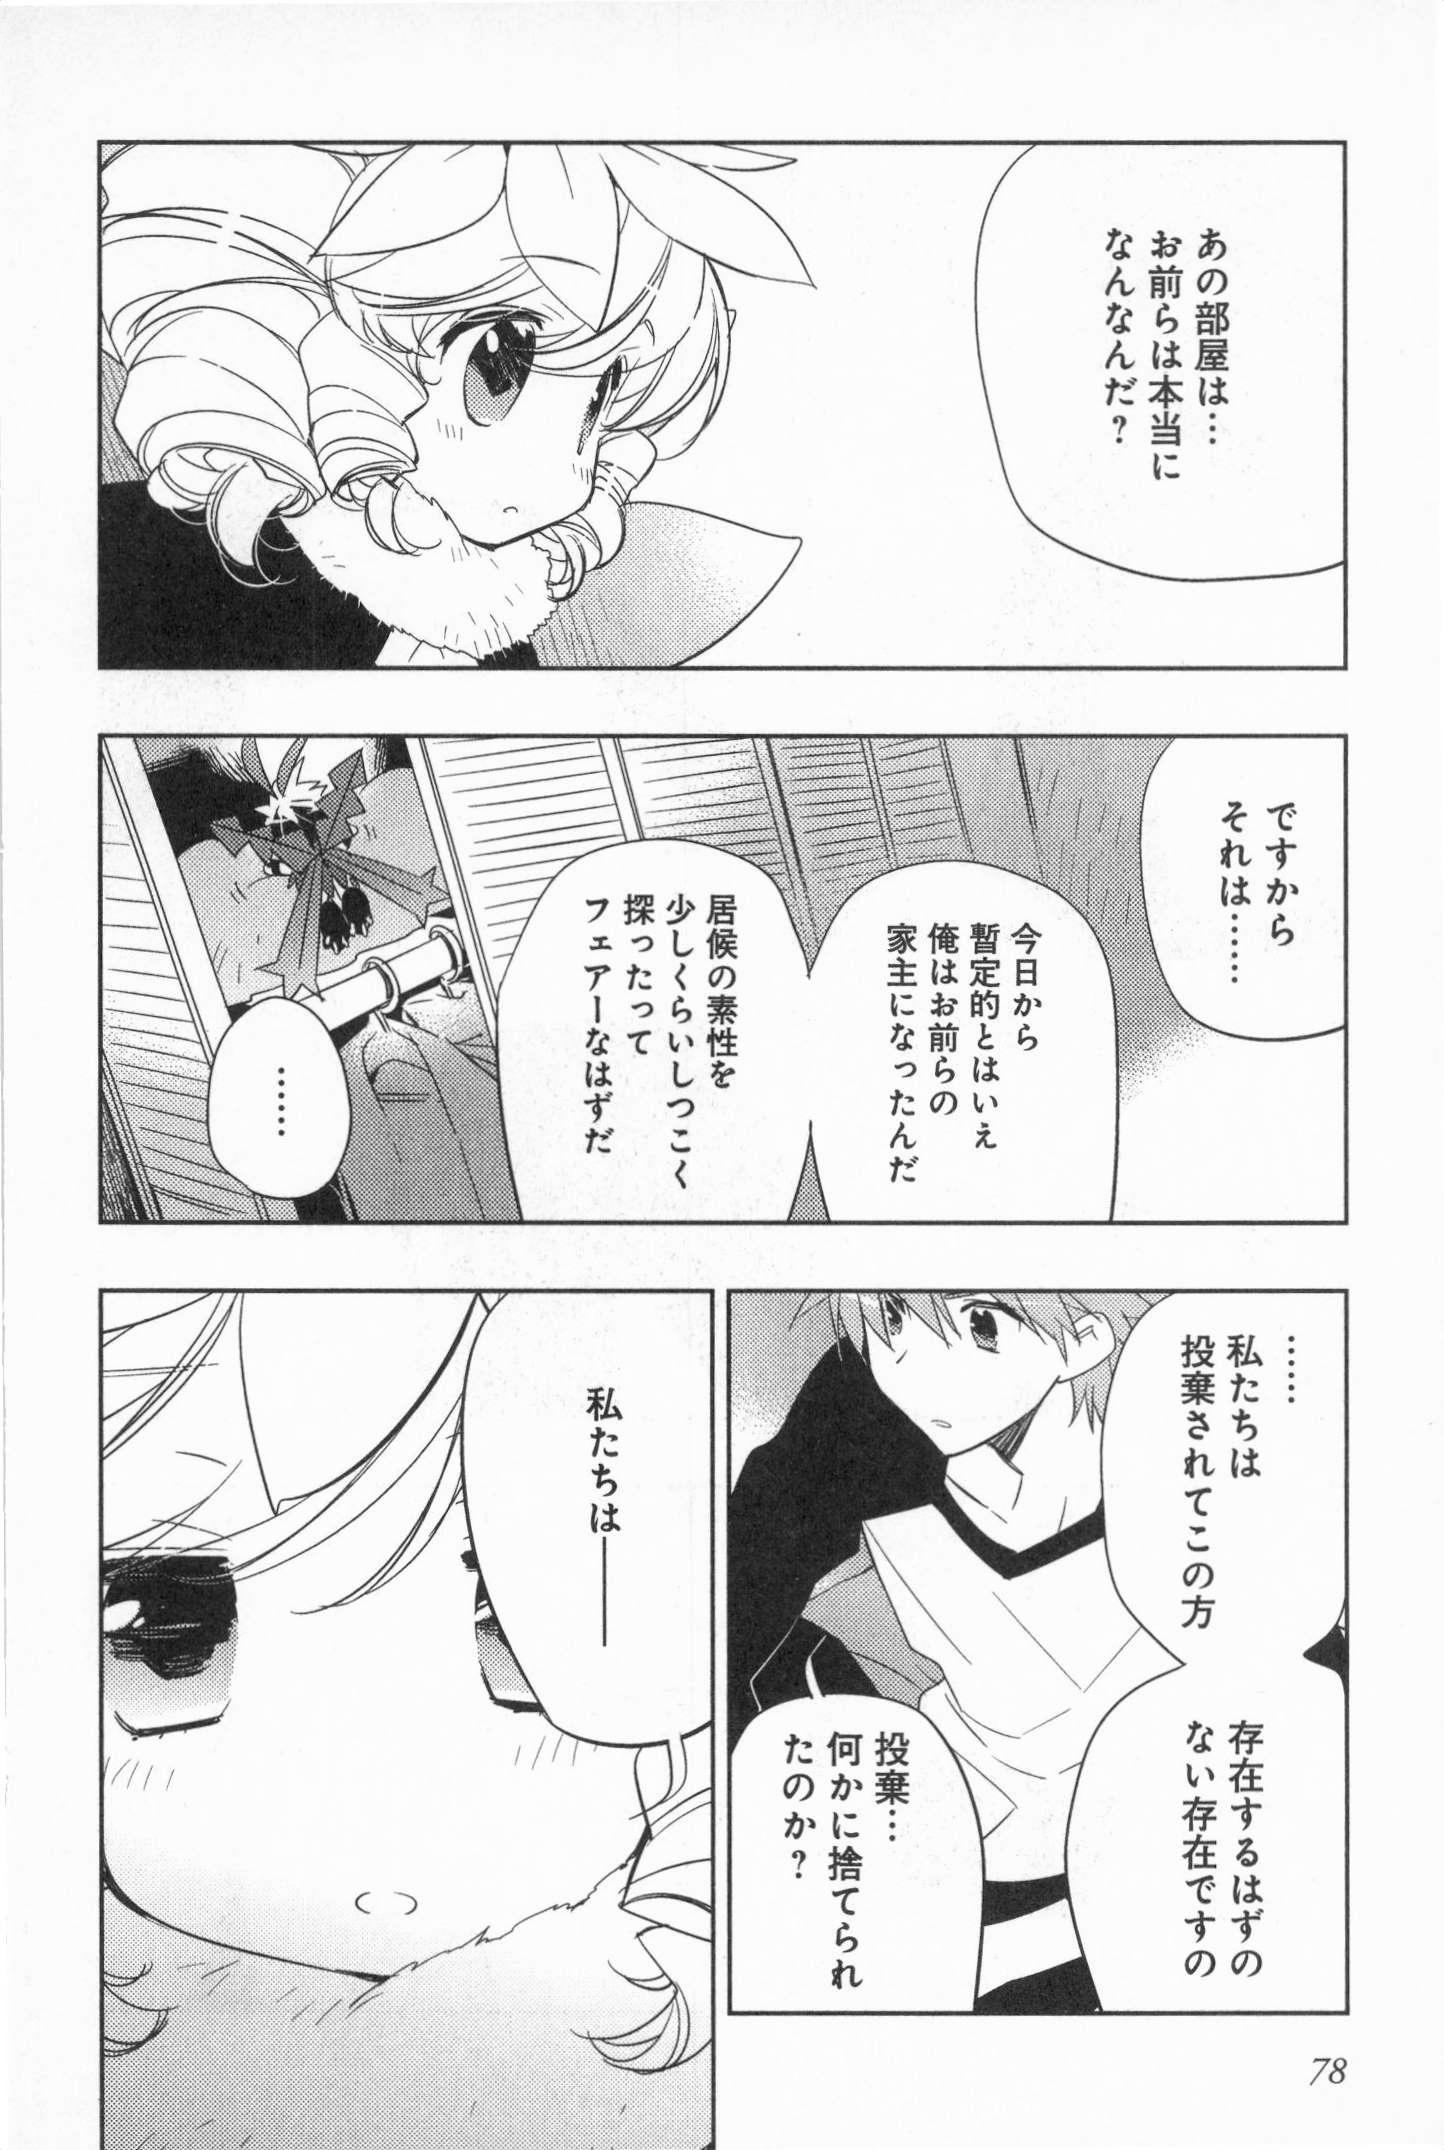 あの部屋は…
お前らは本当に
なんなんだ?
ですから
それは……
今日から
暫定的とはいえ
俺はお前らの
家主になったんだ
居候の素性を
少しくらいしつこく
探ったって
フェアーなはずだ
……
……
私たちは
投棄されてこの方
存在するはずの
ない存在ですの
投棄…
何かに捨てられ
たのか?
私たちは――
78